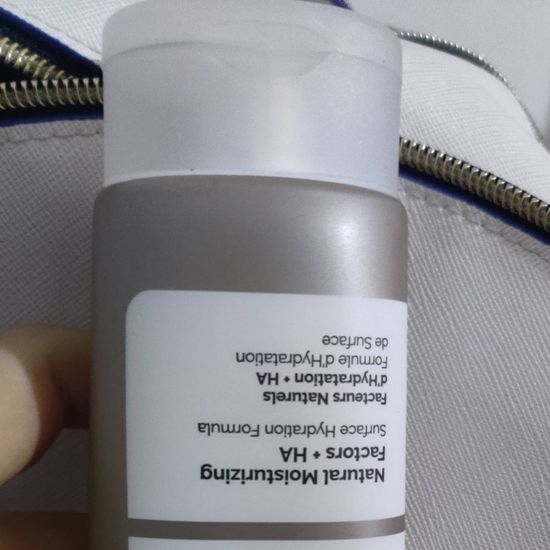 Natural Moisturizing
Factors + HA
Surface Hydration Formula
Facteurs Naturels
d'Hydratation + HA
Formule d'Hydratation
de Surface